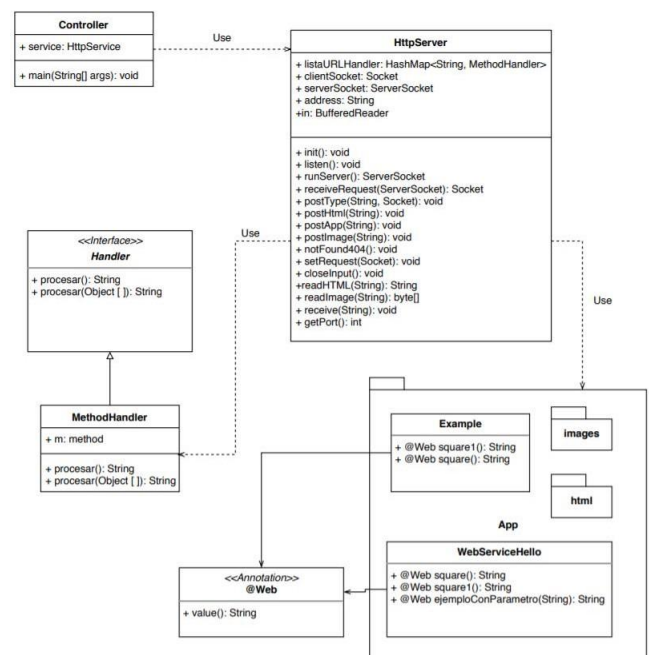 Controller
+ service: HttpService
+ main(String[] args): void
Use
HttpServer
+ listaURLHandler: HashMap<String, MethodHandler>
+ clientSocket: Socket
+ serverSocket: ServerSocket
+ address: String
+in: BufferedReader
+ init(): void
+ listen(): void
+ runServer(): ServerSocket
+ receiveRequest(ServerSocket): Socket
+ postType(String, Socket): void
+ postHtml(String): void
+ postApp(String): void
+ postImage(String): void
+ notFound404(): void
+ setRequest(Socket): void
+ closeInput(): void
+readHTML(String): String
+ readImage(String): byte[]
+ receive(String): void
+ getPort(): int
Use
Use
<<Interface>>
Handler
+ procesar(): String
+ procesar(Object [ ]): String
MethodHandler
+ m: method
+ procesar(): String
+ procesar(Object [ ]): String
Example
+ @Web square1(): String
+ @Web square(): String
images
html
App
WebServiceHello
+ @Web square(): String
+ @Web square1(): String
+ @Web ejemploConParametro(String): String
<<Annotation>>
@Web
+ value(): String